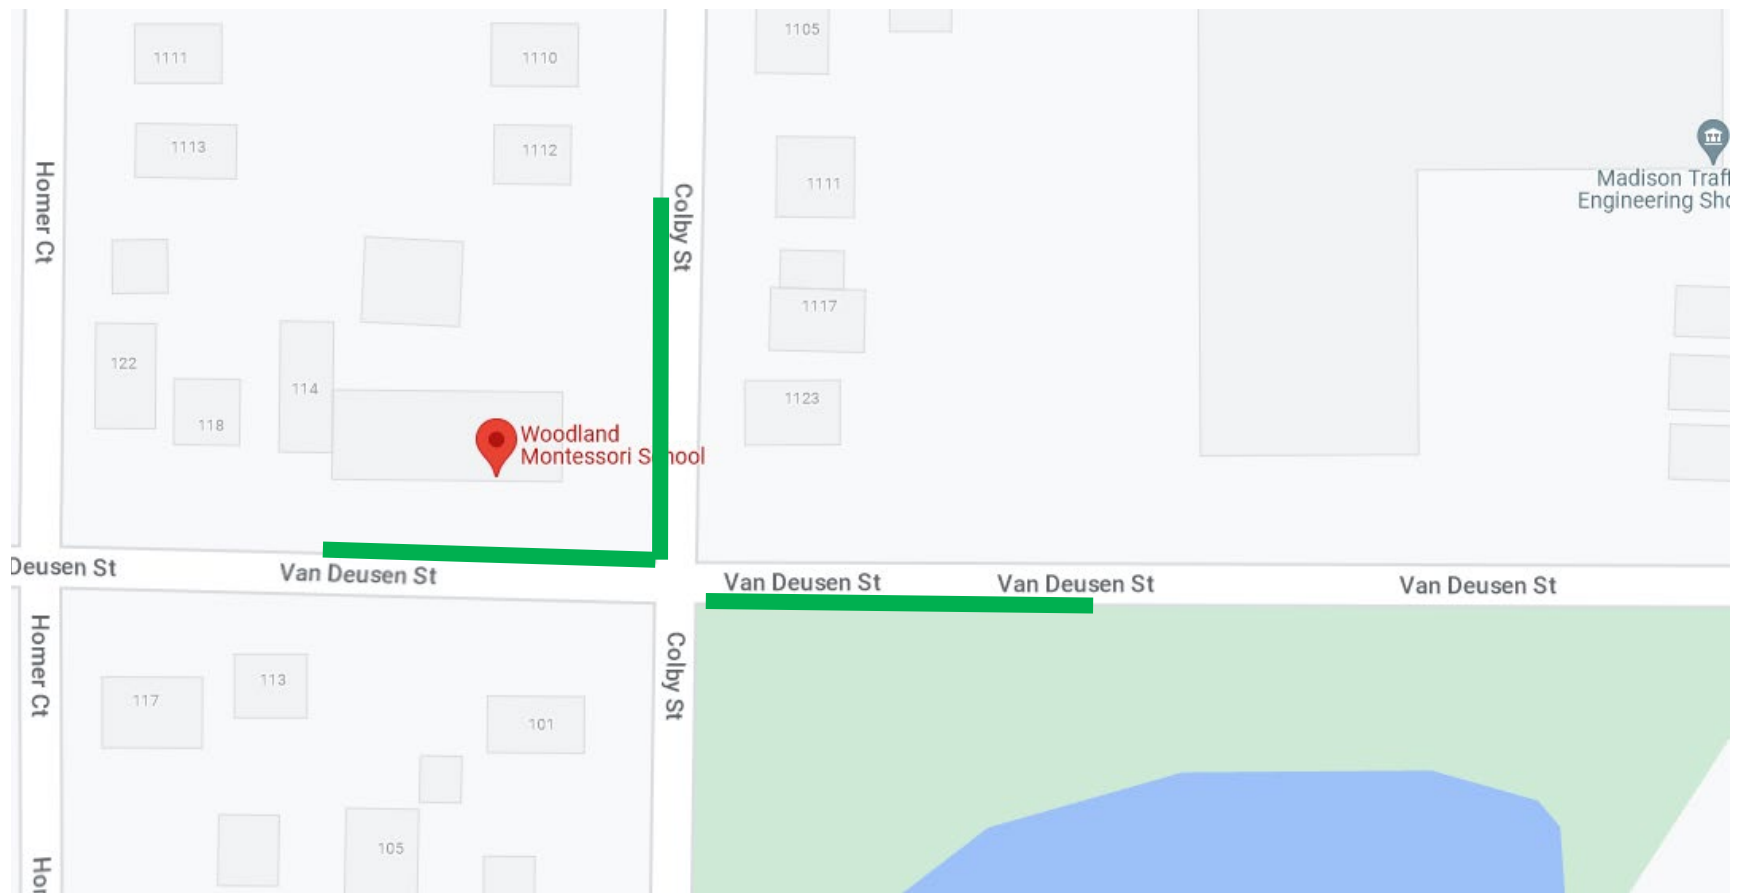 1105
1111
1110
1113
1112
Homer Ct
Colby St
1111
Madison Traff
Engineering Sho
1117
122
114
118
1123
Woodland
Montessori School
Deusen St
Van Deusen St
Van Deusen St
Van Deusen St
Van Deusen St
Homer Ct
Colby St
113
117
101
105
Hor